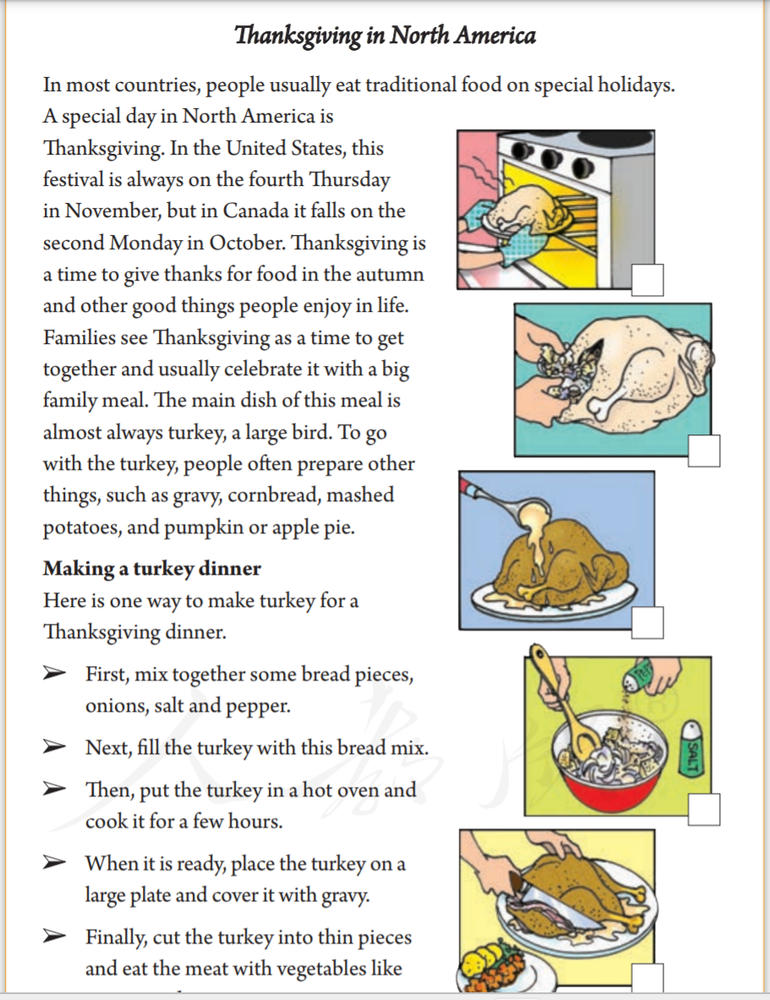 Thanksgiving in North America
In most countries, people usually eat traditional food on special holidays.
A special day in North America is
Thanksgiving. In the United States, this
festival is always on the fourth Thursday
in November, but in Canada it falls on the
second Monday in October. Thanksgiving is
a time to give thanks for food in the autumn
and other good things people enjoy in life.
Families see Thanksgiving as a time to get
together and usually celebrate it with a big
family meal. The main dish of this meal is
almost always turkey, a large bird. To go
with the turkey, people often prepare other
things, such as gravy, cornbread, mashed
potatoes, and pumpkin or apple pie.
Making a turkey dinner
Here is one way to make turkey for a
Thanksgiving dinner.
First, mix together some bread pieces,
onions, salt and pepper.
Next, fill the turkey with this bread mix.
Then, put the turkey in a hot oven and
cook it for a few hours.
When it is ready, place the turkey on a
large plate and cover it with gravy.
Finally, cut the turkey into thin pieces
and eat the meat with vegetables like
SALT
人教